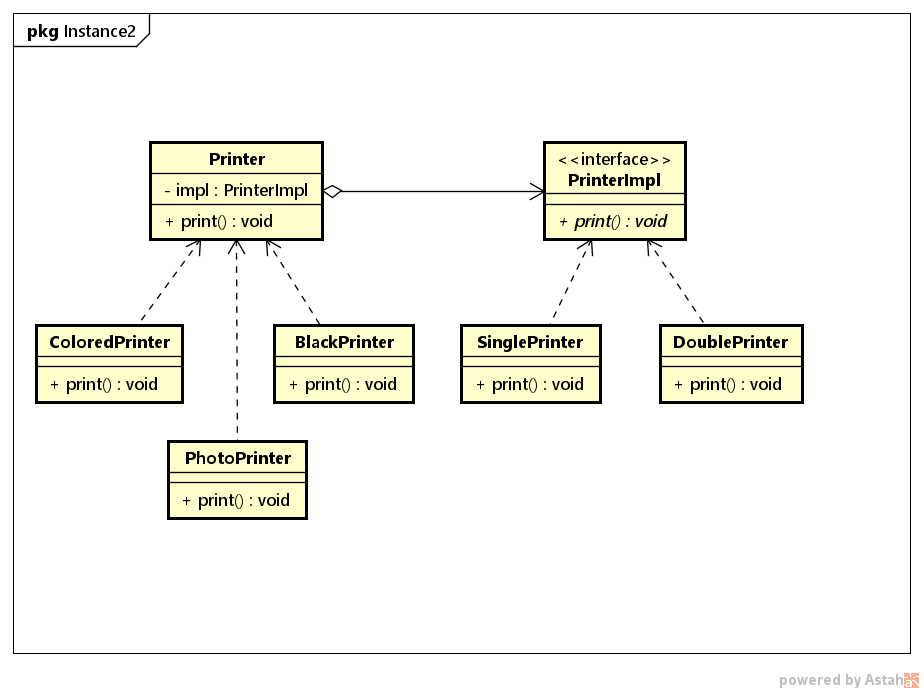 pkg Instance2
Printer
- impl : PrinterImpl
+ print() : void
<<interface>>
PrinterImpl
+ print() : void
ColoredPrinter
+ print() : void
BlackPrinter
+ print() : void
SinglePrinter
+ print() : void
DoublePrinter
+ print() : void
PhotoPrinter
+ print() : void
powered by Astah